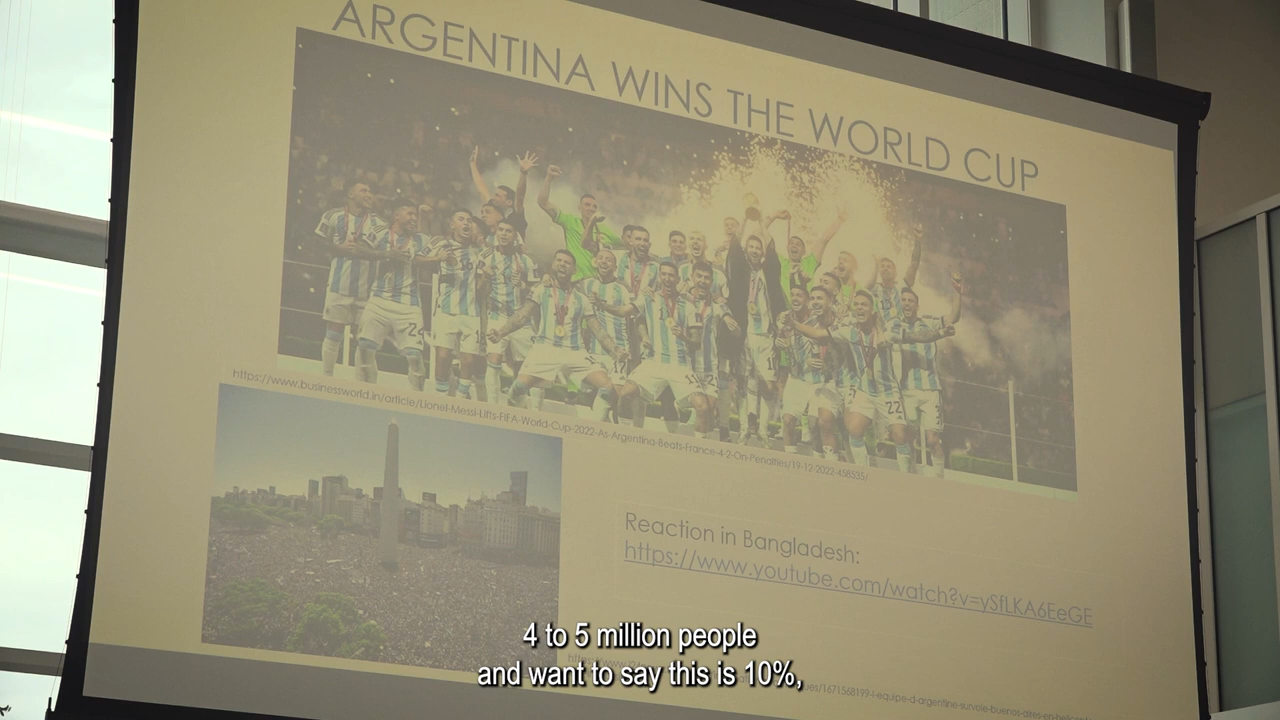 ARGENTINA WINS THE WORLD CUP
https://www.businessworld.in/article/Lionel-Messi-Lifts-FIFA-World-Cup-2022-As-Argentina-Beats-France-4-2-On-Penalties/19-12-2022-458535/
Reaction in Bangladesh:
https://www.youtube.com/watch?v=ySfLKA6EeGE
4 to 5 million people
and want to say this is 10%,